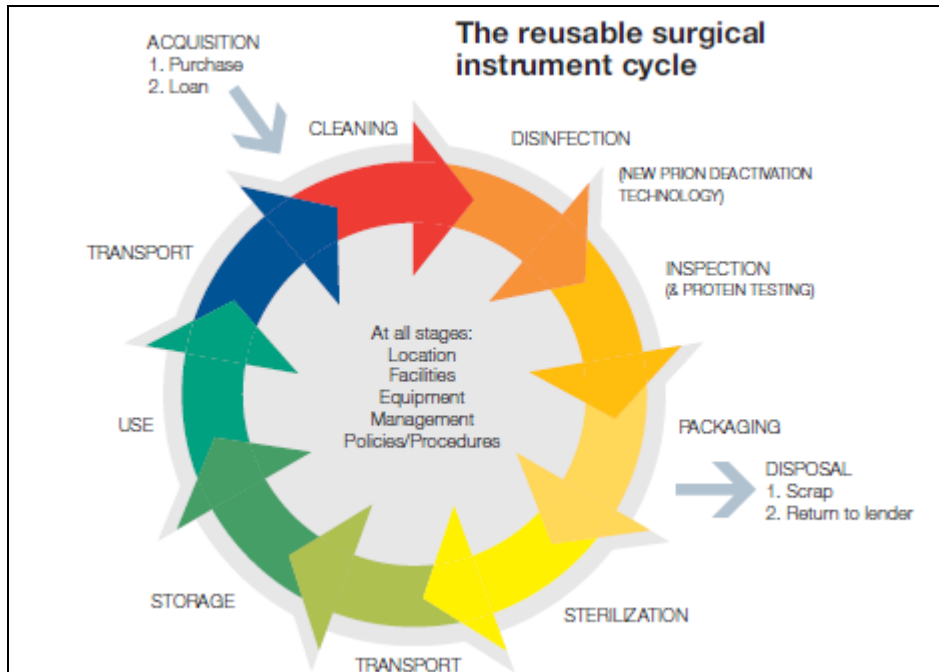 The reusable surgical
instrument cycle
ACQUISITION
1. Purchase
2. Loan
CLEANING
DISINFECTION
(NEW PRION DEACTIVATION
TECHNOLOGY)
INSPECTION
(& PROTEIN TESTING)
PACKAGING
DISPOSAL
1. Scrap
2. Return to lender
STERILIZATION
TRANSPORT
STORAGE
USE
TRANSPORT
At all stages:
Location
Facilities
Equipment
Management
Policies/Procedures